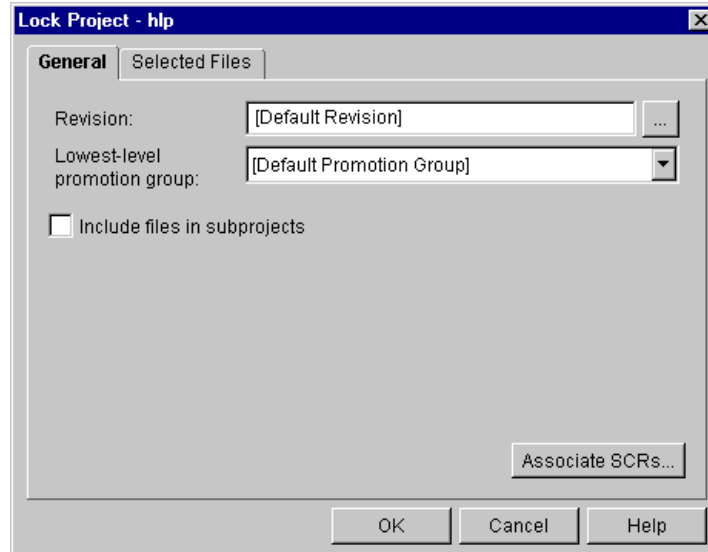 Lock Project - hlp
General Selected Files
Revision: [Default Revision] ...
Lowest-level
promotion group: [Default Promotion Group]
Include files in subprojects
Associate SCRs...
OK Cancel Help